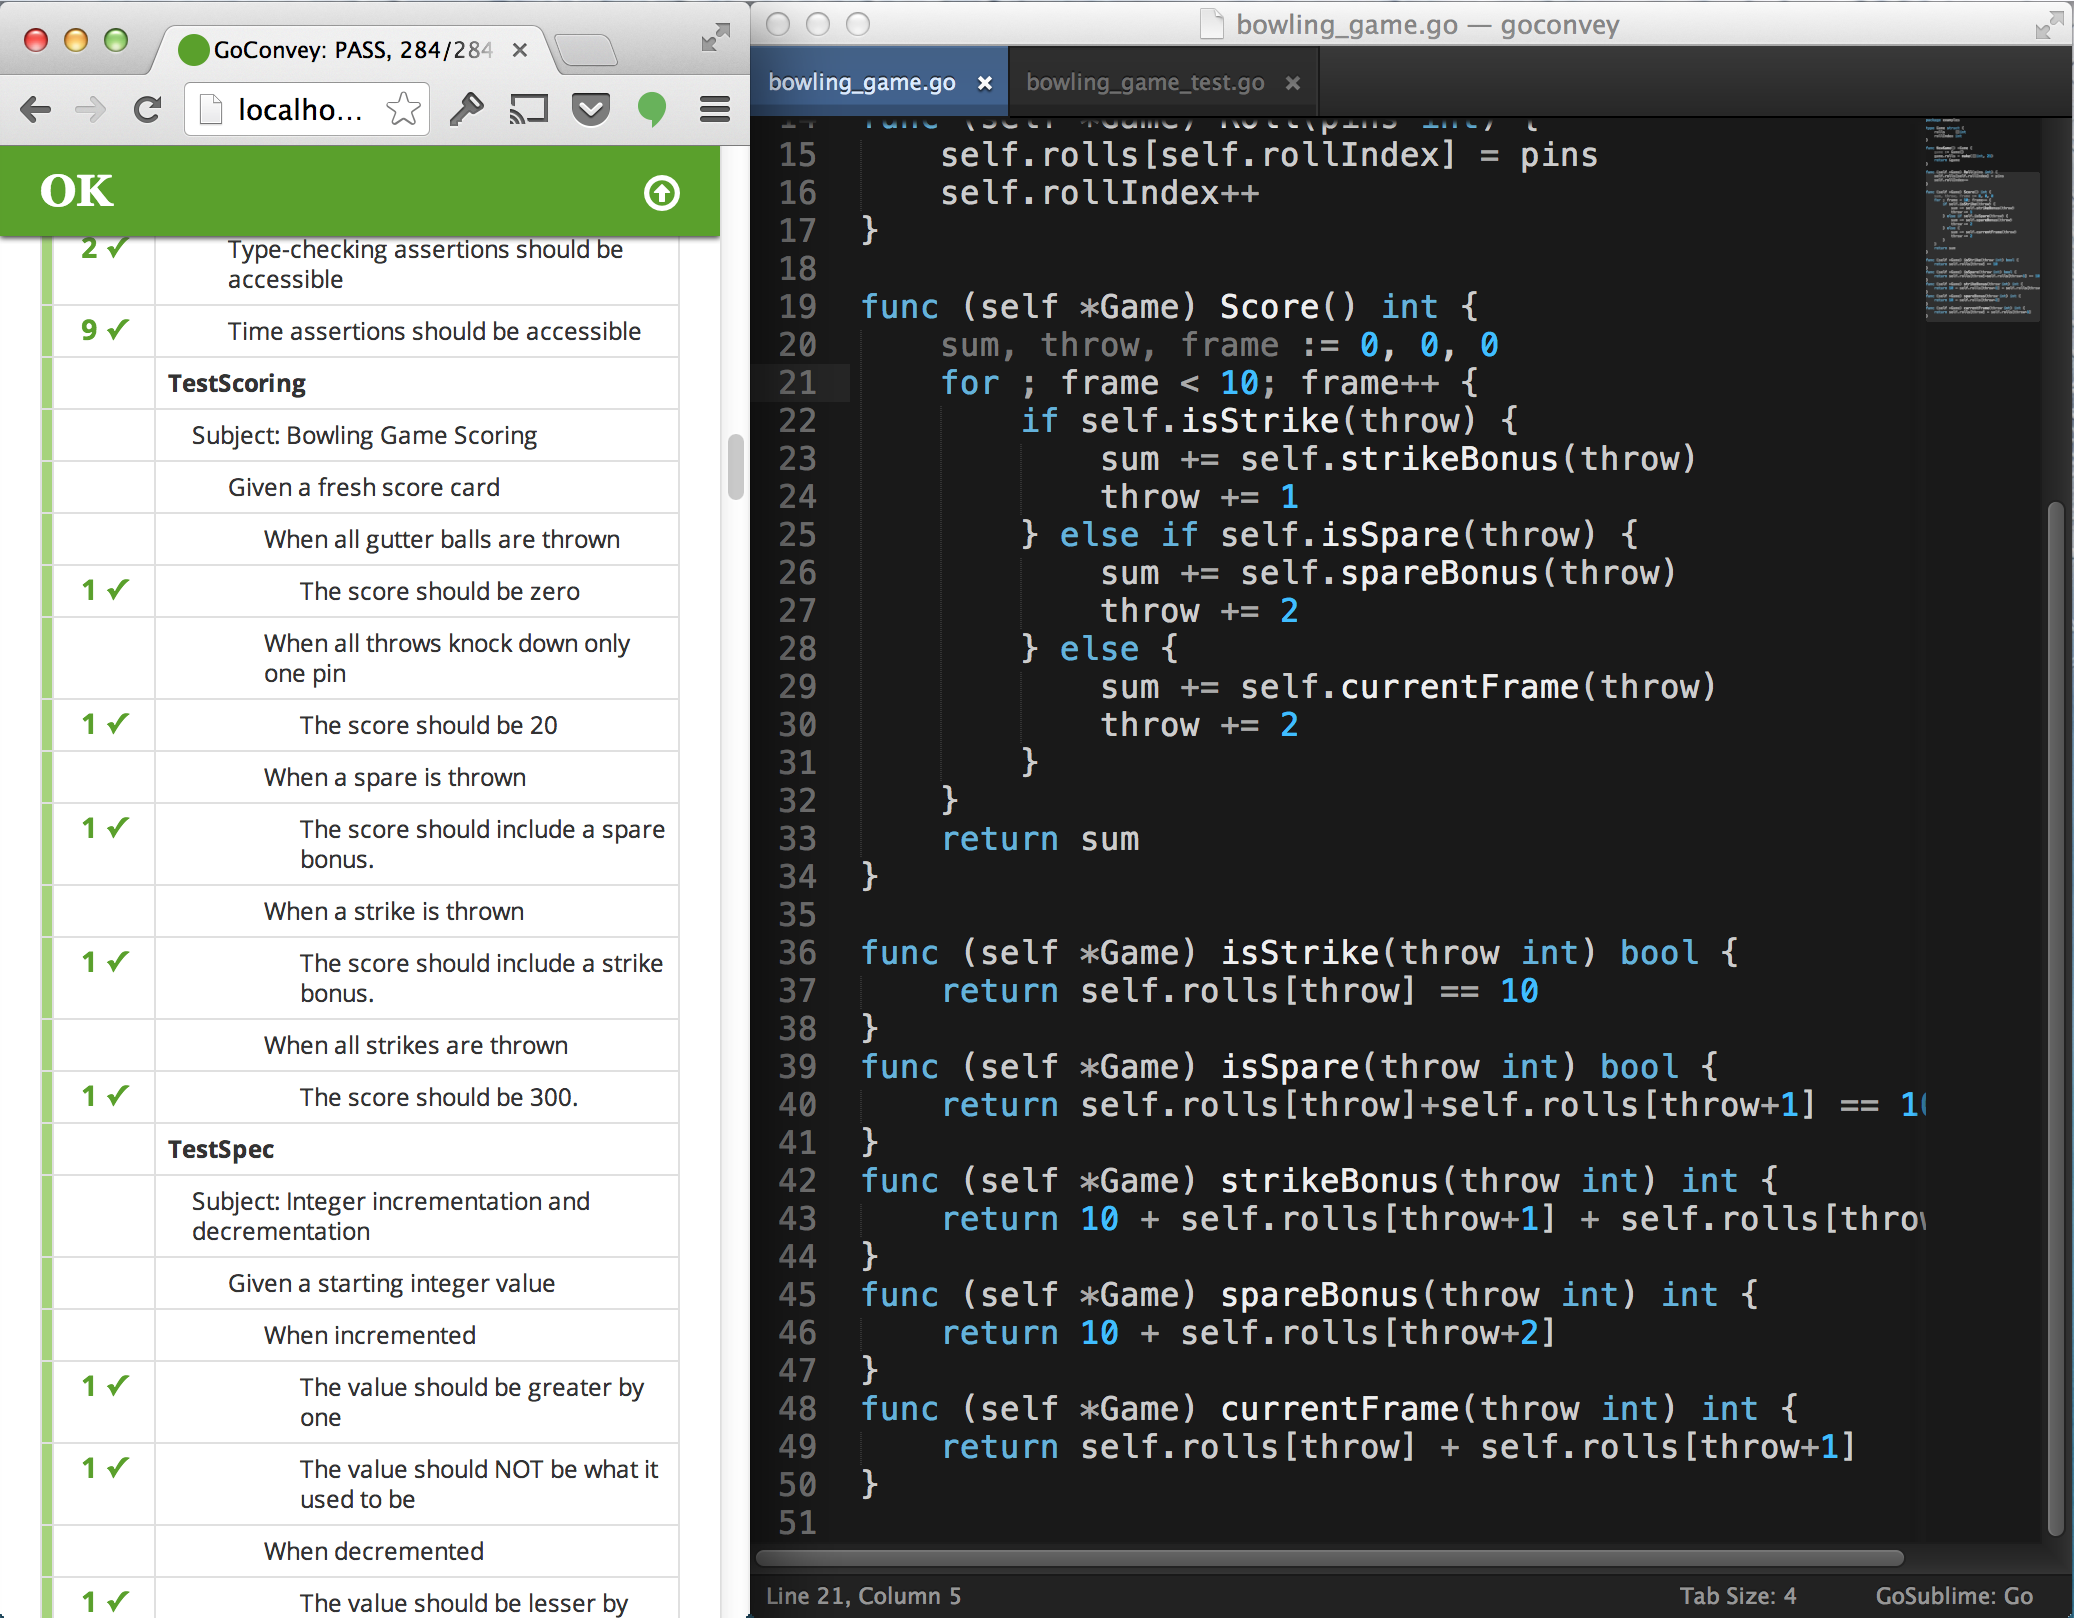 GoConvey: PASS, 284/284
localho...
OK
2 ✓ Type-checking assertions should be
accessible
9 ✓ Time assertions should be accessible
TestScoring
Subject: Bowling Game Scoring
Given a fresh score card
When all gutter balls are thrown
1 ✓ The score should be zero
When all throws knock down only
one pin
1 ✓ The score should be 20
When a spare is thrown
1 ✓ The score should include a spare
bonus.
When a strike is thrown
1 ✓ The score should include a strike
bonus.
When all strikes are thrown
1 ✓ The score should be 300.
TestSpec
Subject: Integer incrementation and
decrementation
Given a starting integer value
When incremented
1 ✓ The value should be greater by
one
1 ✓ The value should NOT be what it
used to be
When decremented
1 ✓ The value should be lesser by
bowling_game.go — goconvey
bowling_game.go × bowling_game_test.go ×
14 func (self *Game) Roll(pins int) {
15     self.rolls[self.rollIndex] = pins
16     self.rollIndex++
17 }
18
19 func (self *Game) Score() int {
20     sum, throw, frame := 0, 0, 0
21     for ; frame < 10; frame++ {
22         if self.isStrike(throw) {
23             sum += self.strikeBonus(throw)
24             throw += 1
25         } else if self.isSpare(throw) {
26             sum += self.spareBonus(throw)
27             throw += 2
28         } else {
29             sum += self.currentFrame(throw)
30             throw += 2
31         }
32     }
33     return sum
34 }
35
36 func (self *Game) isStrike(throw int) bool {
37     return self.rolls[throw] == 10
38 }
39 func (self *Game) isSpare(throw int) bool {
40     return self.rolls[throw]+self.rolls[throw+1] == 10
41 }
42 func (self *Game) strikeBonus(throw int) int {
43     return 10 + self.rolls[throw+1] + self.rolls[throw
44 }
45 func (self *Game) spareBonus(throw int) int {
46     return 10 + self.rolls[throw+2]
47 }
48 func (self *Game) currentFrame(throw int) int {
49     return self.rolls[throw] + self.rolls[throw+1]
50 }
51
Line 21, Column 5 Tab Size: 4 GoSublime: Go